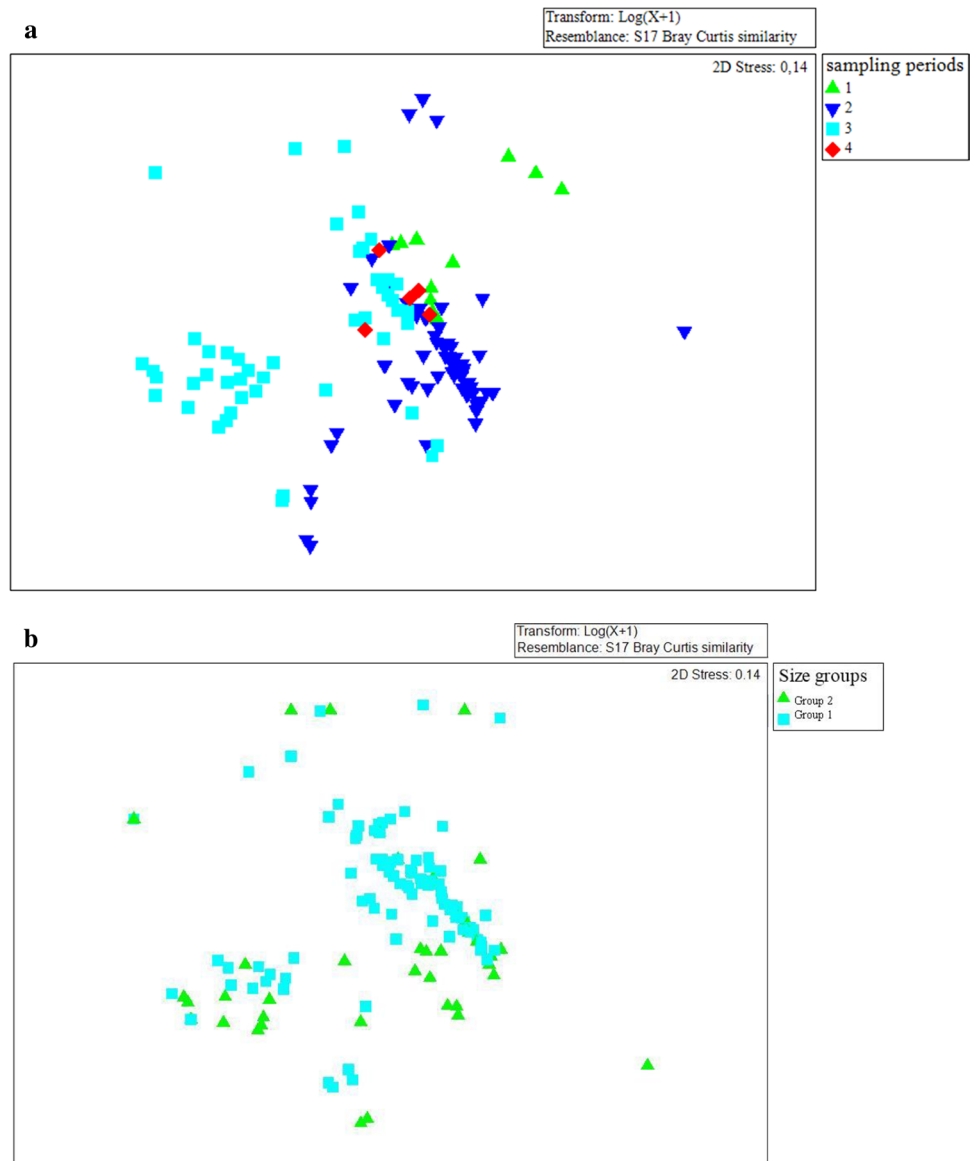 a
Transform: Log(X+1)
Resemblance: S17 Bray Curtis similarity
2D Stress: 0,14
sampling periods
1
2
3
4
b
Transform: Log(X+1)
Resemblance: S17 Bray Curtis similarity
2D Stress: 0.14
Size groups
Group 2
Group 1